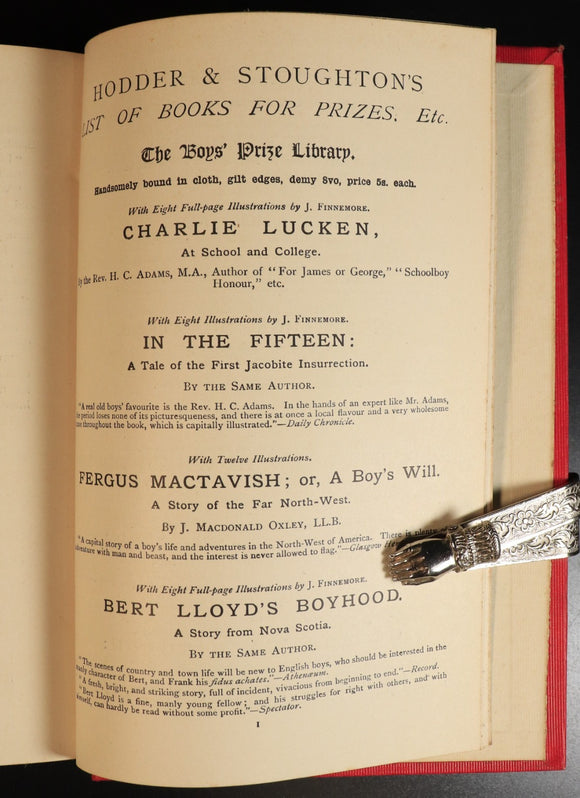 HODDER & STOUGHTON'S
LIST OF BOOKS FOR PRIZES, Etc.
The Boys' Prize Library.
Handsomely bound in cloth, gilt edges, demy 8vo, price 5s. each.
With Eight Full-page Illustrations by J. FINNEMORE.
CHARLIE LUCKEN,
At School and College.
By the Rev. H. C. ADAMS, M.A., Author of "For James or George," "Schoolboy
Honour," etc.
With Eight Illustrations by J. FINNEMORE.
IN THE FIFTEEN:
A Tale of the First Jacobite Insurrection.
BY THE SAME AUTHOR.
"A real old boys' favourite is the Rev. H. C. Adams. In the hands of an expert like Mr. Adams,
the period loses none of its picturesqueness, and there is at once a local flavour and a very wholesome
throughout the book, which is capitally illustrated."—Daily Chronicle.
With Twelve Illustrations.
FERGUS MACTAVISH; or, A Boy's Will.
A Story of the Far North-West.
By J. MACDONALD OXLEY, LL.B.
"A capital story of a boy's life and adventures in the North-West of America. There is plenty of
adventure with man and beast, and the interest is never allowed to flag."—Glasgow
With Eight Full-page Illustrations by J. FINNEMORE.
BERT LLOYD'S BOYHOOD.
A Story from Nova Scotia.
BY THE SAME AUTHOR.
"The scenes of country and town life will be new to English boys, who should be interested in the
manly character of Bert, and Frank his fidus achates."—Athenæum.
"A fresh, bright, and striking story, full of incident, vivacious from beginning to end."—Record.
"Bert Lloyd is a fine, manly young fellow; and his struggles for right with others, and with
himself, can hardly be read without some profit."—Spectator.
I